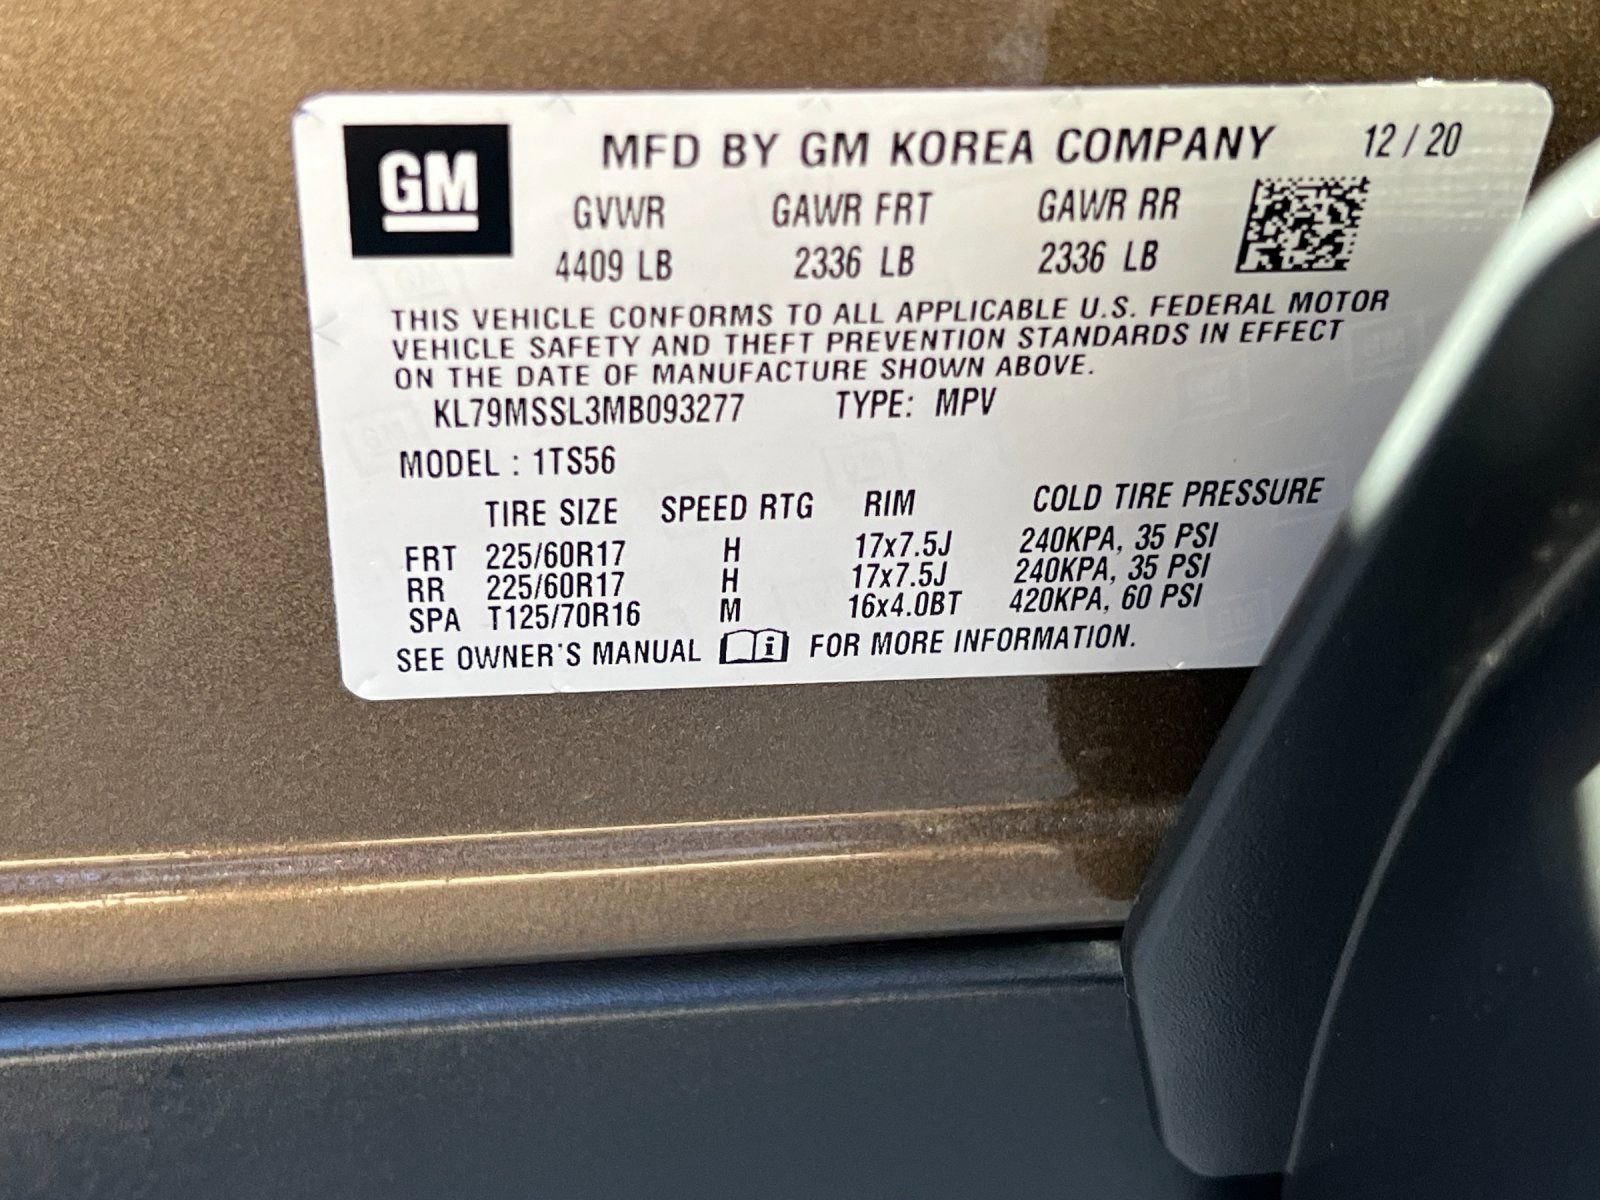 GM
MFD BY GM KOREA COMPANY 12 / 20
GVWR GAWR FRT GAWR RR
4409 LB 2336 LB 2336 LB
THIS VEHICLE CONFORMS TO ALL APPLICABLE U.S. FEDERAL MOTOR
VEHICLE SAFETY AND THEFT PREVENTION STANDARDS IN EFFECT
ON THE DATE OF MANUFACTURE SHOWN ABOVE.
KL79MSSL3MB093277 TYPE: MPV
MODEL : 1TS56
TIRE SIZE SPEED RTG RIM COLD TIRE PRESSURE
FRT 225/60R17 H 17x7.5J 240KPA, 35 PSI
RR 225/60R17 H 17x7.5J 240KPA, 35 PSI
SPA T125/70R16 M 16x4.0BT 420KPA, 60 PSI
SEE OWNER'S MANUAL i FOR MORE INFORMATION.